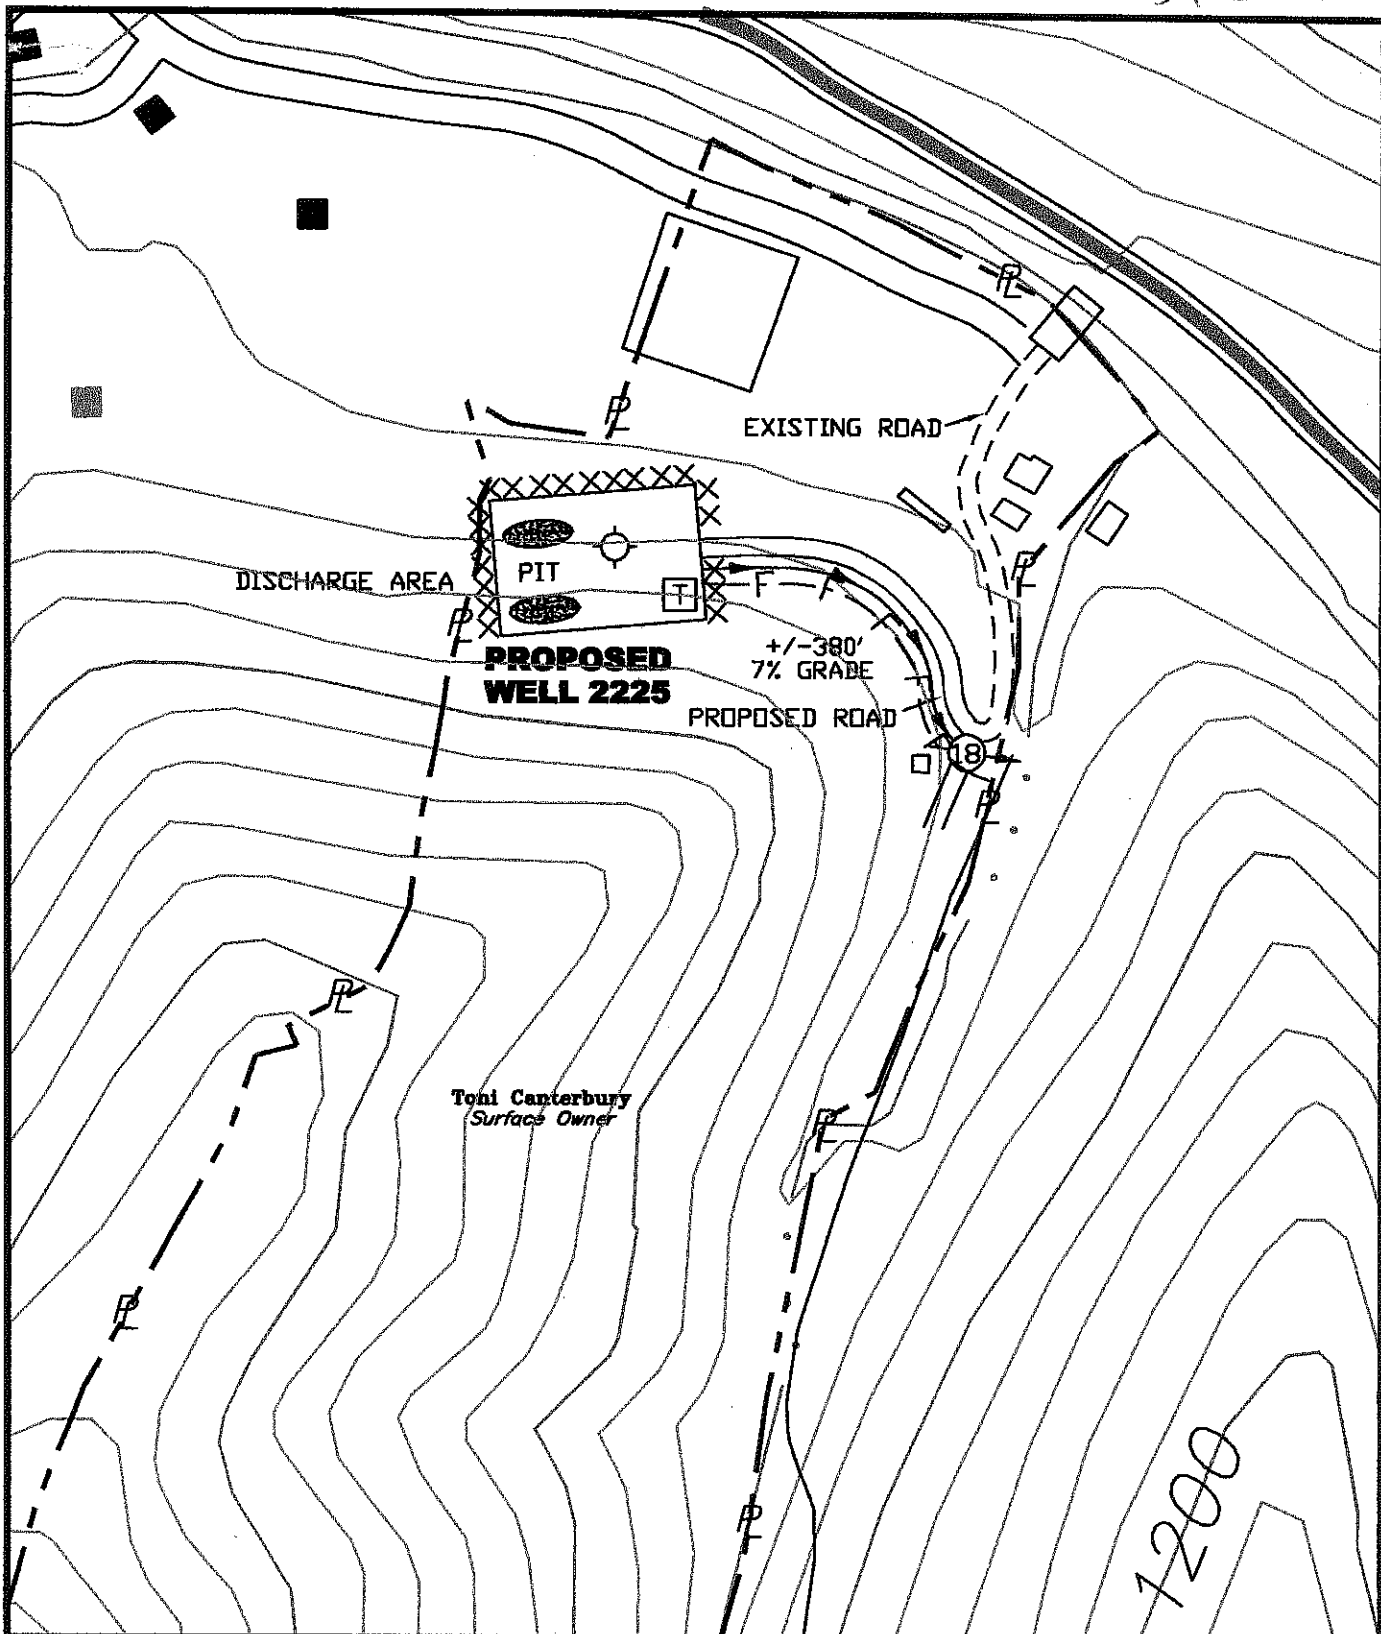 PL
PL
EXISTING ROAD
PL
DISCHARGE AREA
PIT
T
F
F
F
PL
PROPOSED
WELL 2225
+/-380'
7% GRADE
PROPOSED ROAD
18
PL
PL
Toni Canterbury
Surface Owner
PL
PL
PL
1200